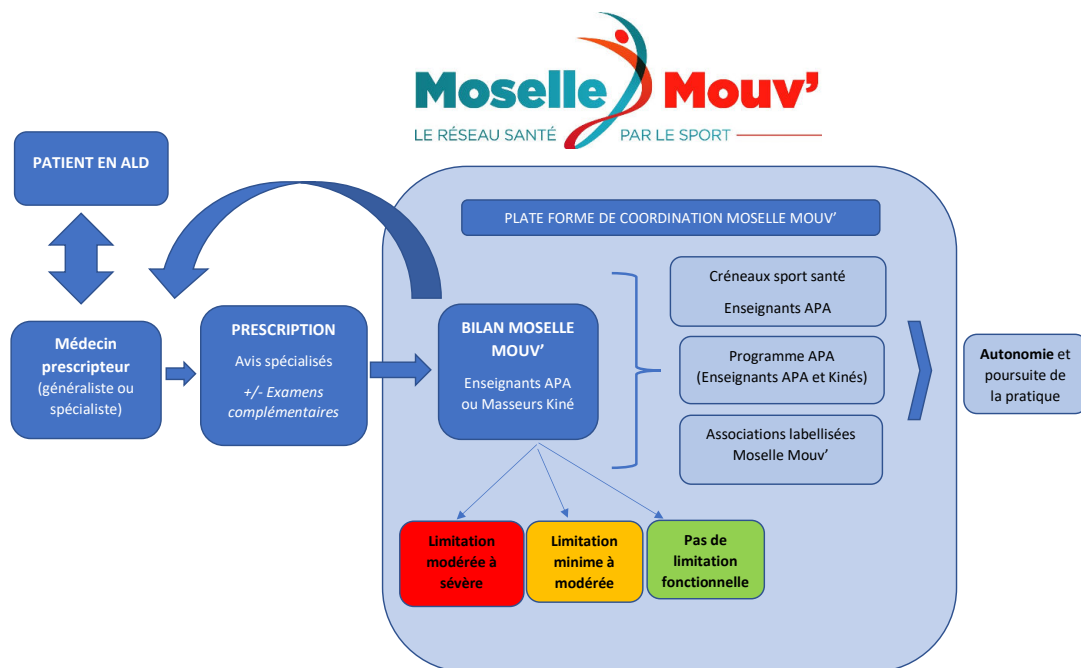 Moselle Mouv'
LE RÉSEAU SANTÉ PAR LE SPORT
PATIENT EN ALD
PLATE FORME DE COORDINATION MOSELLE MOUV'
Médecin
prescripteur
(généraliste ou
spécialiste)
PRESCRIPTION
Avis spécialisés
+/- Examens
complémentaires
BILAN MOSELLE
MOUV'
Enseignants APA
ou Masseurs Kiné
Créneaux sport santé
Enseignants APA
Programme APA
(Enseignants APA et Kinés)
Associations labellisées
Moselle Mouv'
Autonomie et
poursuite de
la pratique
Limitation
modérée à
sévère
Limitation
minime à
modérée
Pas de
limitation
fonctionnelle